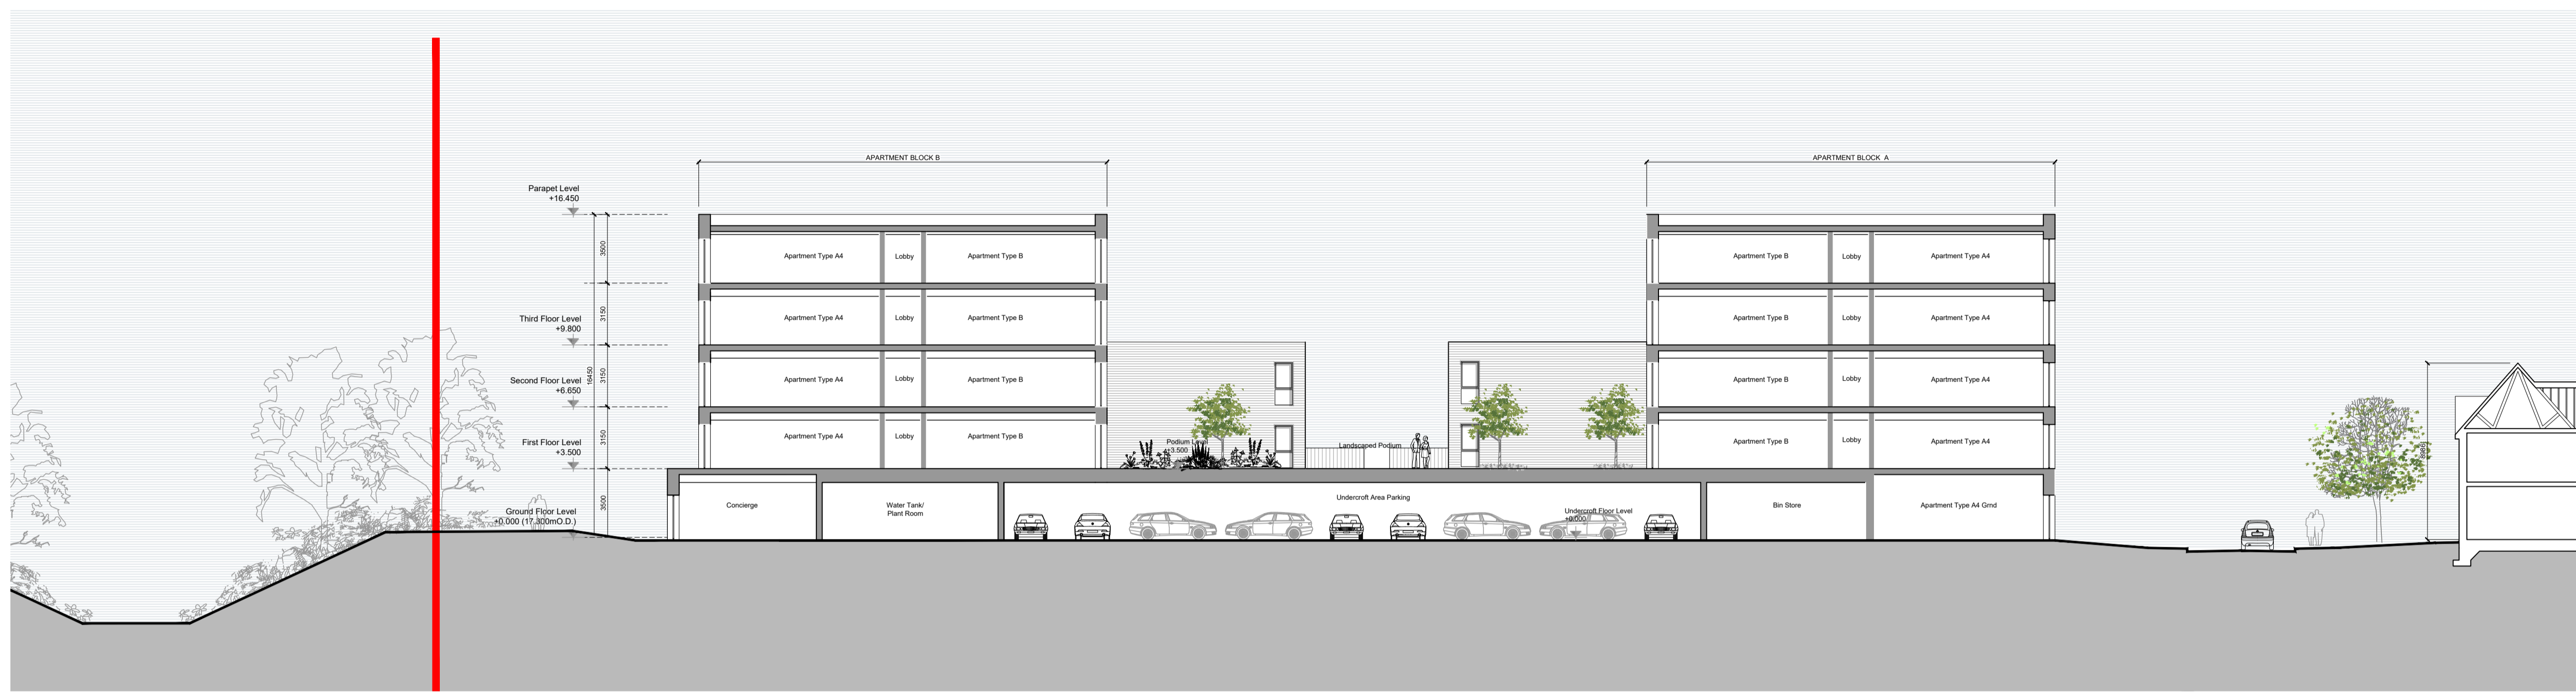 APARTMENT BLOCK B
APARTMENT BLOCK A
Parapet Level
+16.450
3500
Apartment Type A4
Lobby
Apartment Type B
Apartment Type B
Lobby
Apartment Type A4
Third Floor Level
+9.800
3150
Apartment Type A4
Lobby
Apartment Type B
Apartment Type B
Lobby
Apartment Type A4
Second Floor Level
+6.650
16450
3150
Apartment Type A4
Lobby
Apartment Type B
Apartment Type B
Lobby
Apartment Type A4
First Floor Level
+3.500
3150
Apartment Type A4
Lobby
Apartment Type B
Podium Level
+3.500
Landscaped Podium
Apartment Type B
Lobby
Apartment Type A4
8986
Ground Floor Level
+0.000 (17.300mO.D.)
3500
Concierge
Water Tank/
Plant Room
Undercroft Area Parking
Undercroft Floor Level
+0.000
Bin Store
Apartment Type A4 Grnd